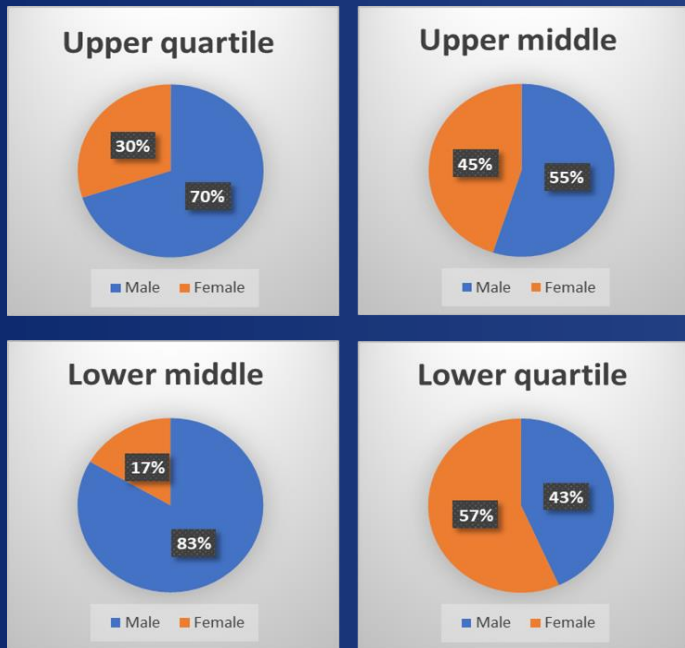 Upper quartile
30%
70%
Male Female
Upper middle
45%
55%
Male Female
Lower middle
17%
83%
Male Female
Lower quartile
43%
57%
Male Female